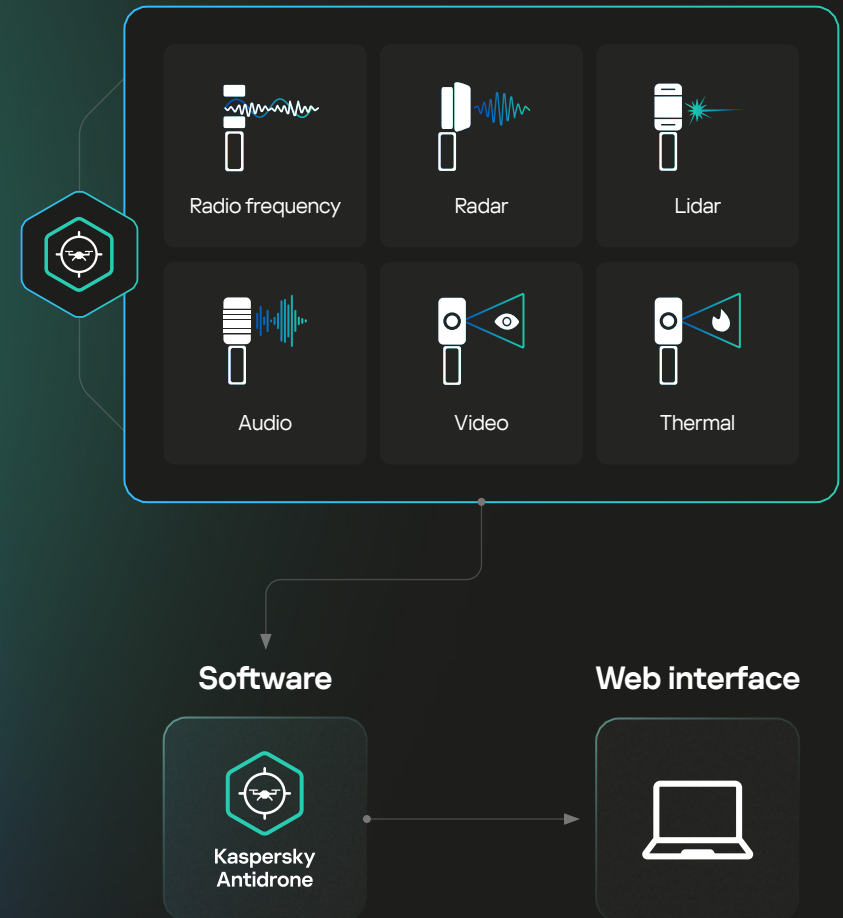 Radio frequency
Radar
Lidar
Audio
Video
Thermal
Software
Web interface
Kaspersky
Antidrone